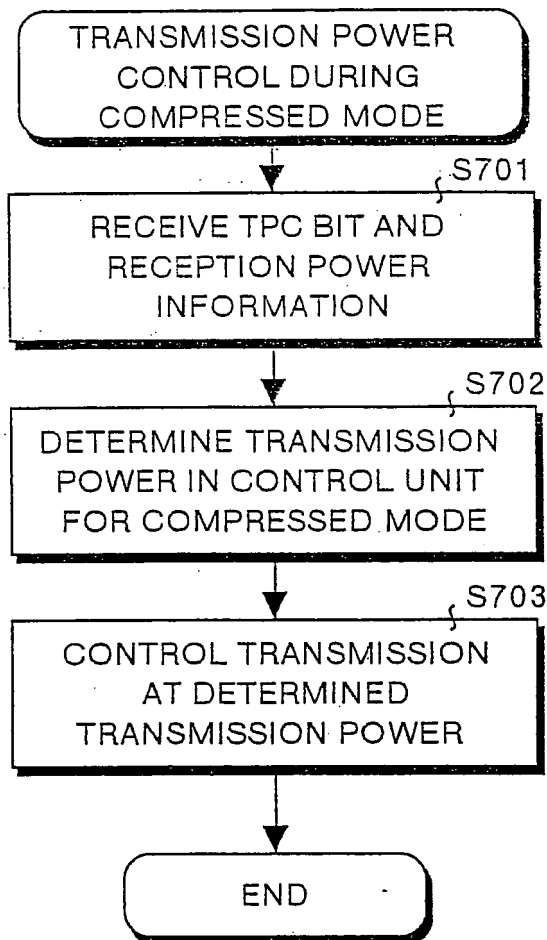 TRANSMISSION POWER
CONTROL DURING
COMPRESSED MODE
S701
RECEIVE TPC BIT AND
RECEPTION POWER
INFORMATION
S702
DETERMINE TRANSMISSION
POWER IN CONTROL UNIT
FOR COMPRESSED MODE
S703
CONTROL TRANSMISSION
AT DETERMINED
TRANSMISSION POWER
END